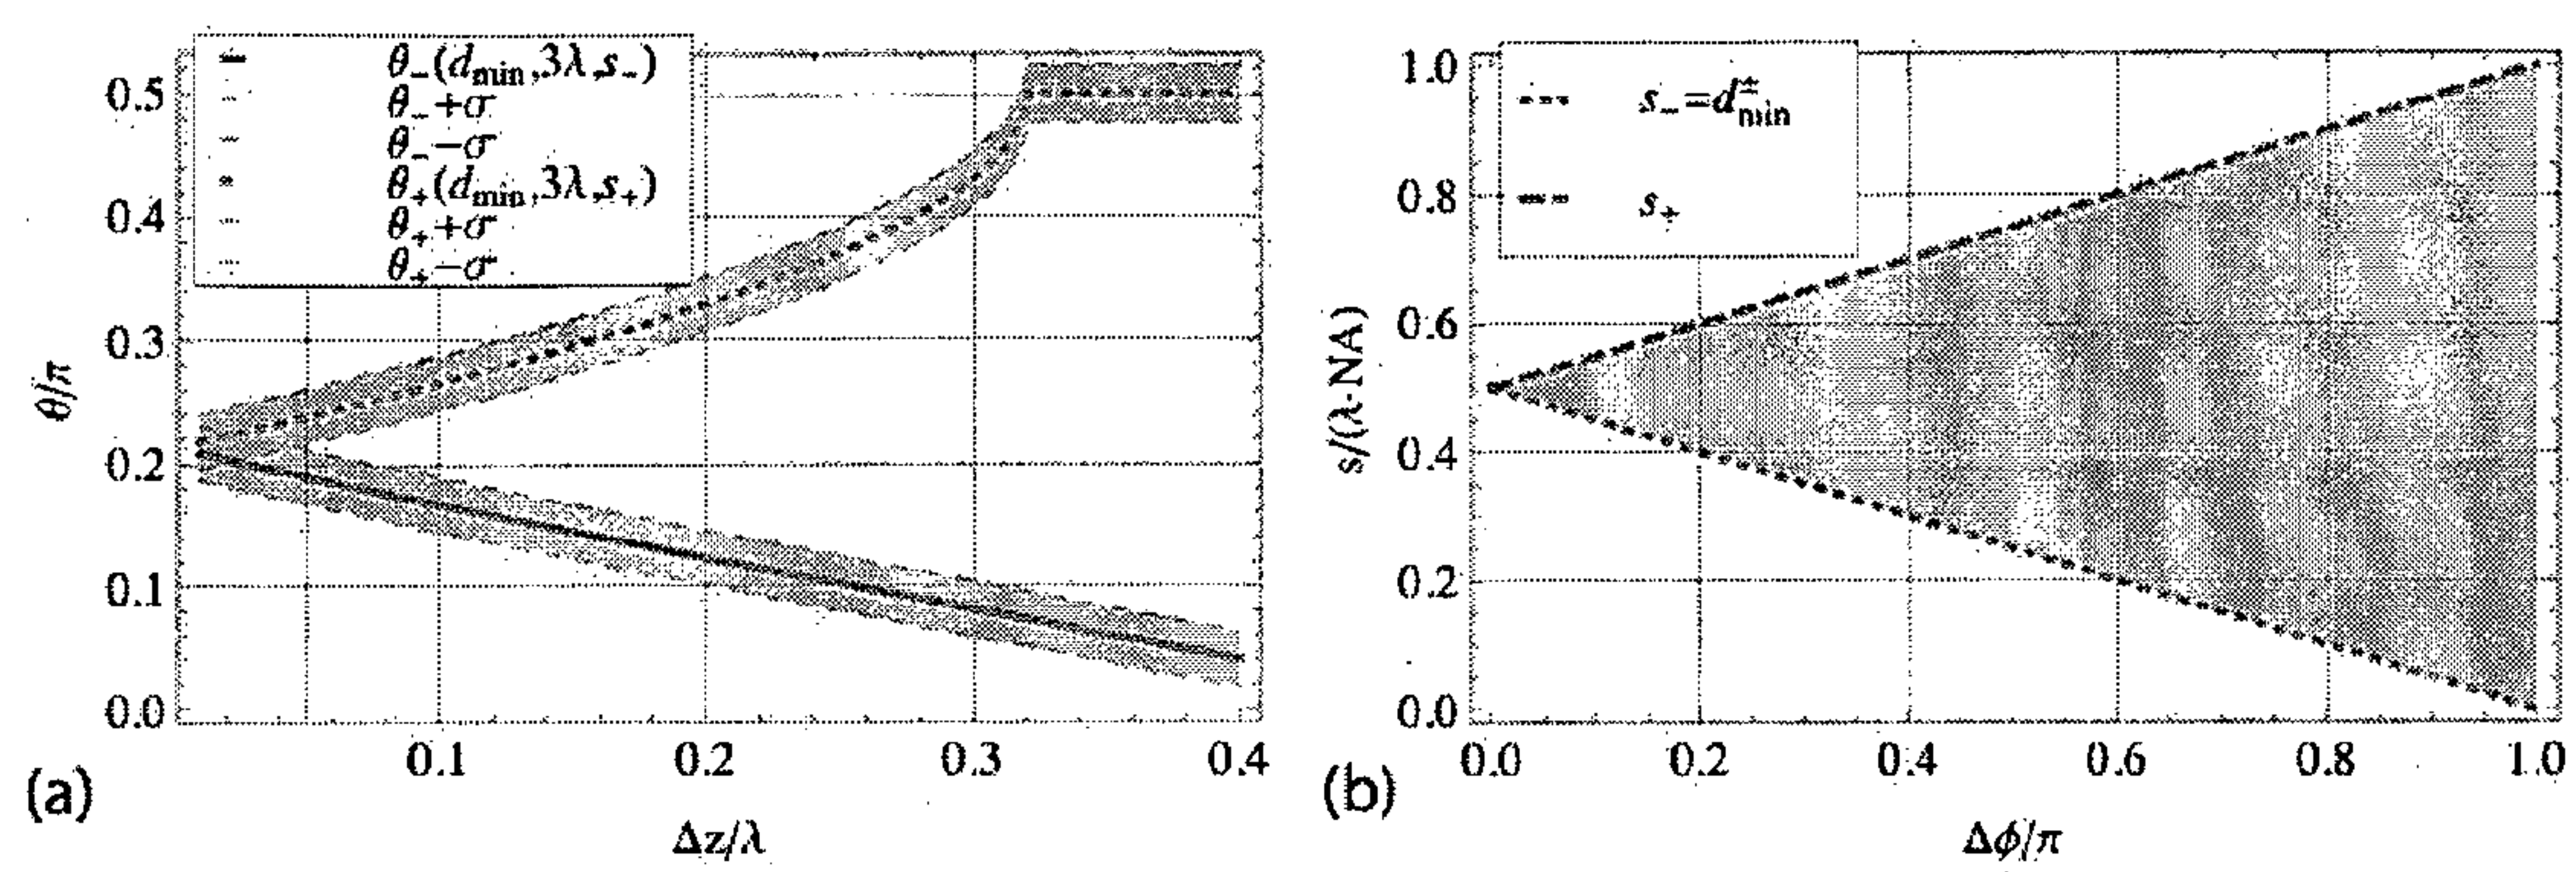 θ₋(d_min,3λ,s₋)
θ₋+σ
θ₋−σ
θ₊(d_min,3λ,s₊)
θ₊+σ
θ₊−σ
0.5
0.4
0.3
0.2
0.1
0.0
θ/π
0.1 0.2 0.3 0.4
Δz/λ
(a)
s₋=d±min
s₊
1.0
0.8
0.6
0.4
0.2
0.0
s/(λ·NA)
0.0 0.2 0.4 0.6 0.8 1.0
Δϕ/π
(b)